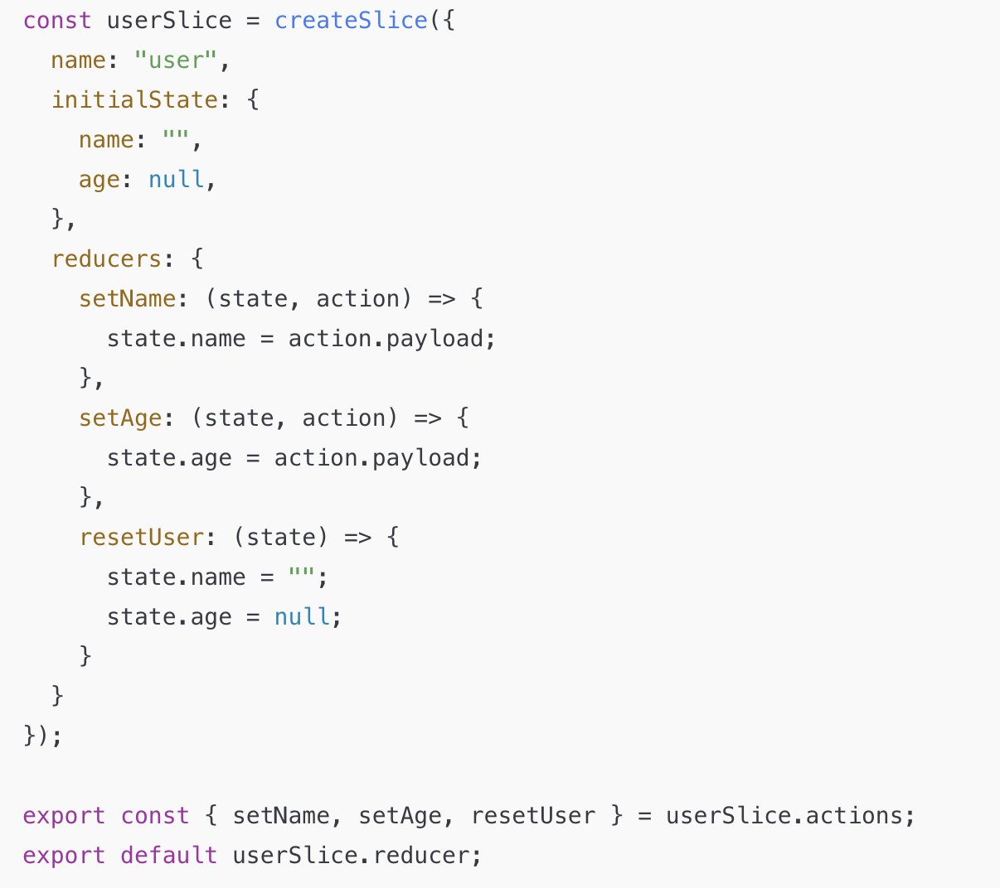 const userSlice = createSlice({
  name: "user",
  initialState: {
    name: "",
    age: null,
  },
  reducers: {
    setName: (state, action) => {
      state.name = action.payload;
    },
    setAge: (state, action) => {
      state.age = action.payload;
    },
    resetUser: (state) => {
      state.name = "";
      state.age = null;
    }
  }
});

export const { setName, setAge, resetUser } = userSlice.actions;
export default userSlice.reducer;